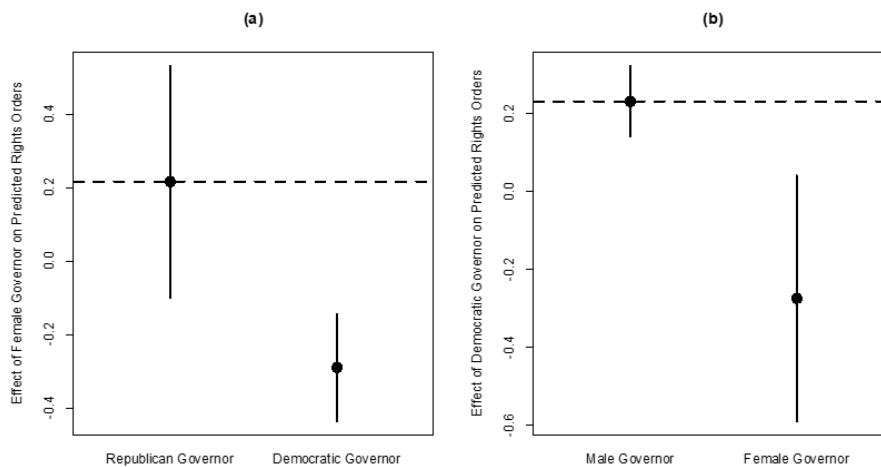 (a)
Effect of Female Governor on Predicted Rights Orders
0.4
0.2
0.0
-0.2
-0.4
Republican Governor
Democratic Governor
(b)
Effect of Democratic Governor on Predicted Rights Orders
0.2
0.0
-0.2
-0.4
-0.6
Male Governor
Female Governor